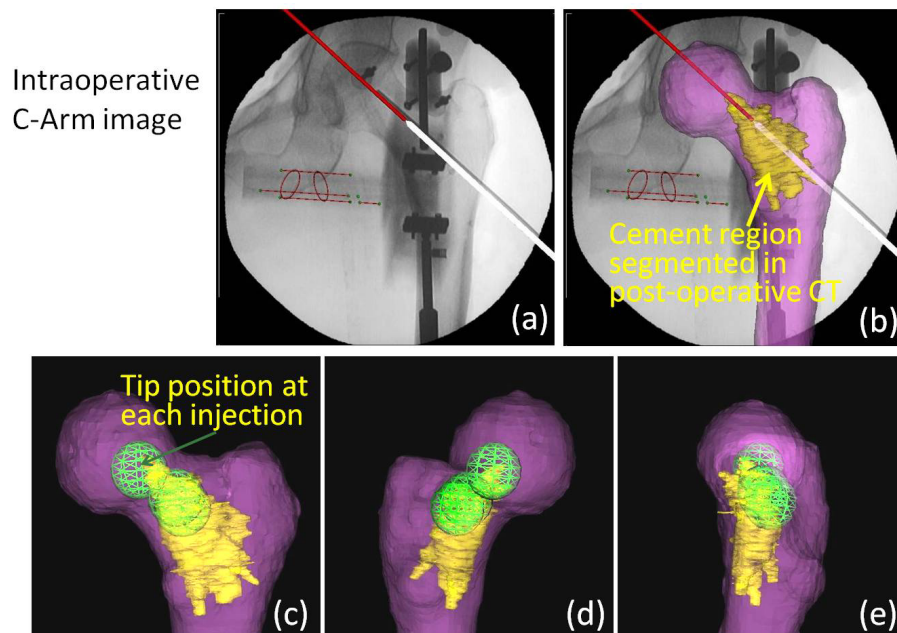 Intraoperative
C-Arm image
(a)
Cement region
segmented in
post-operative CT
(b)
Tip position at
each injection
(c)
(d)
(e)